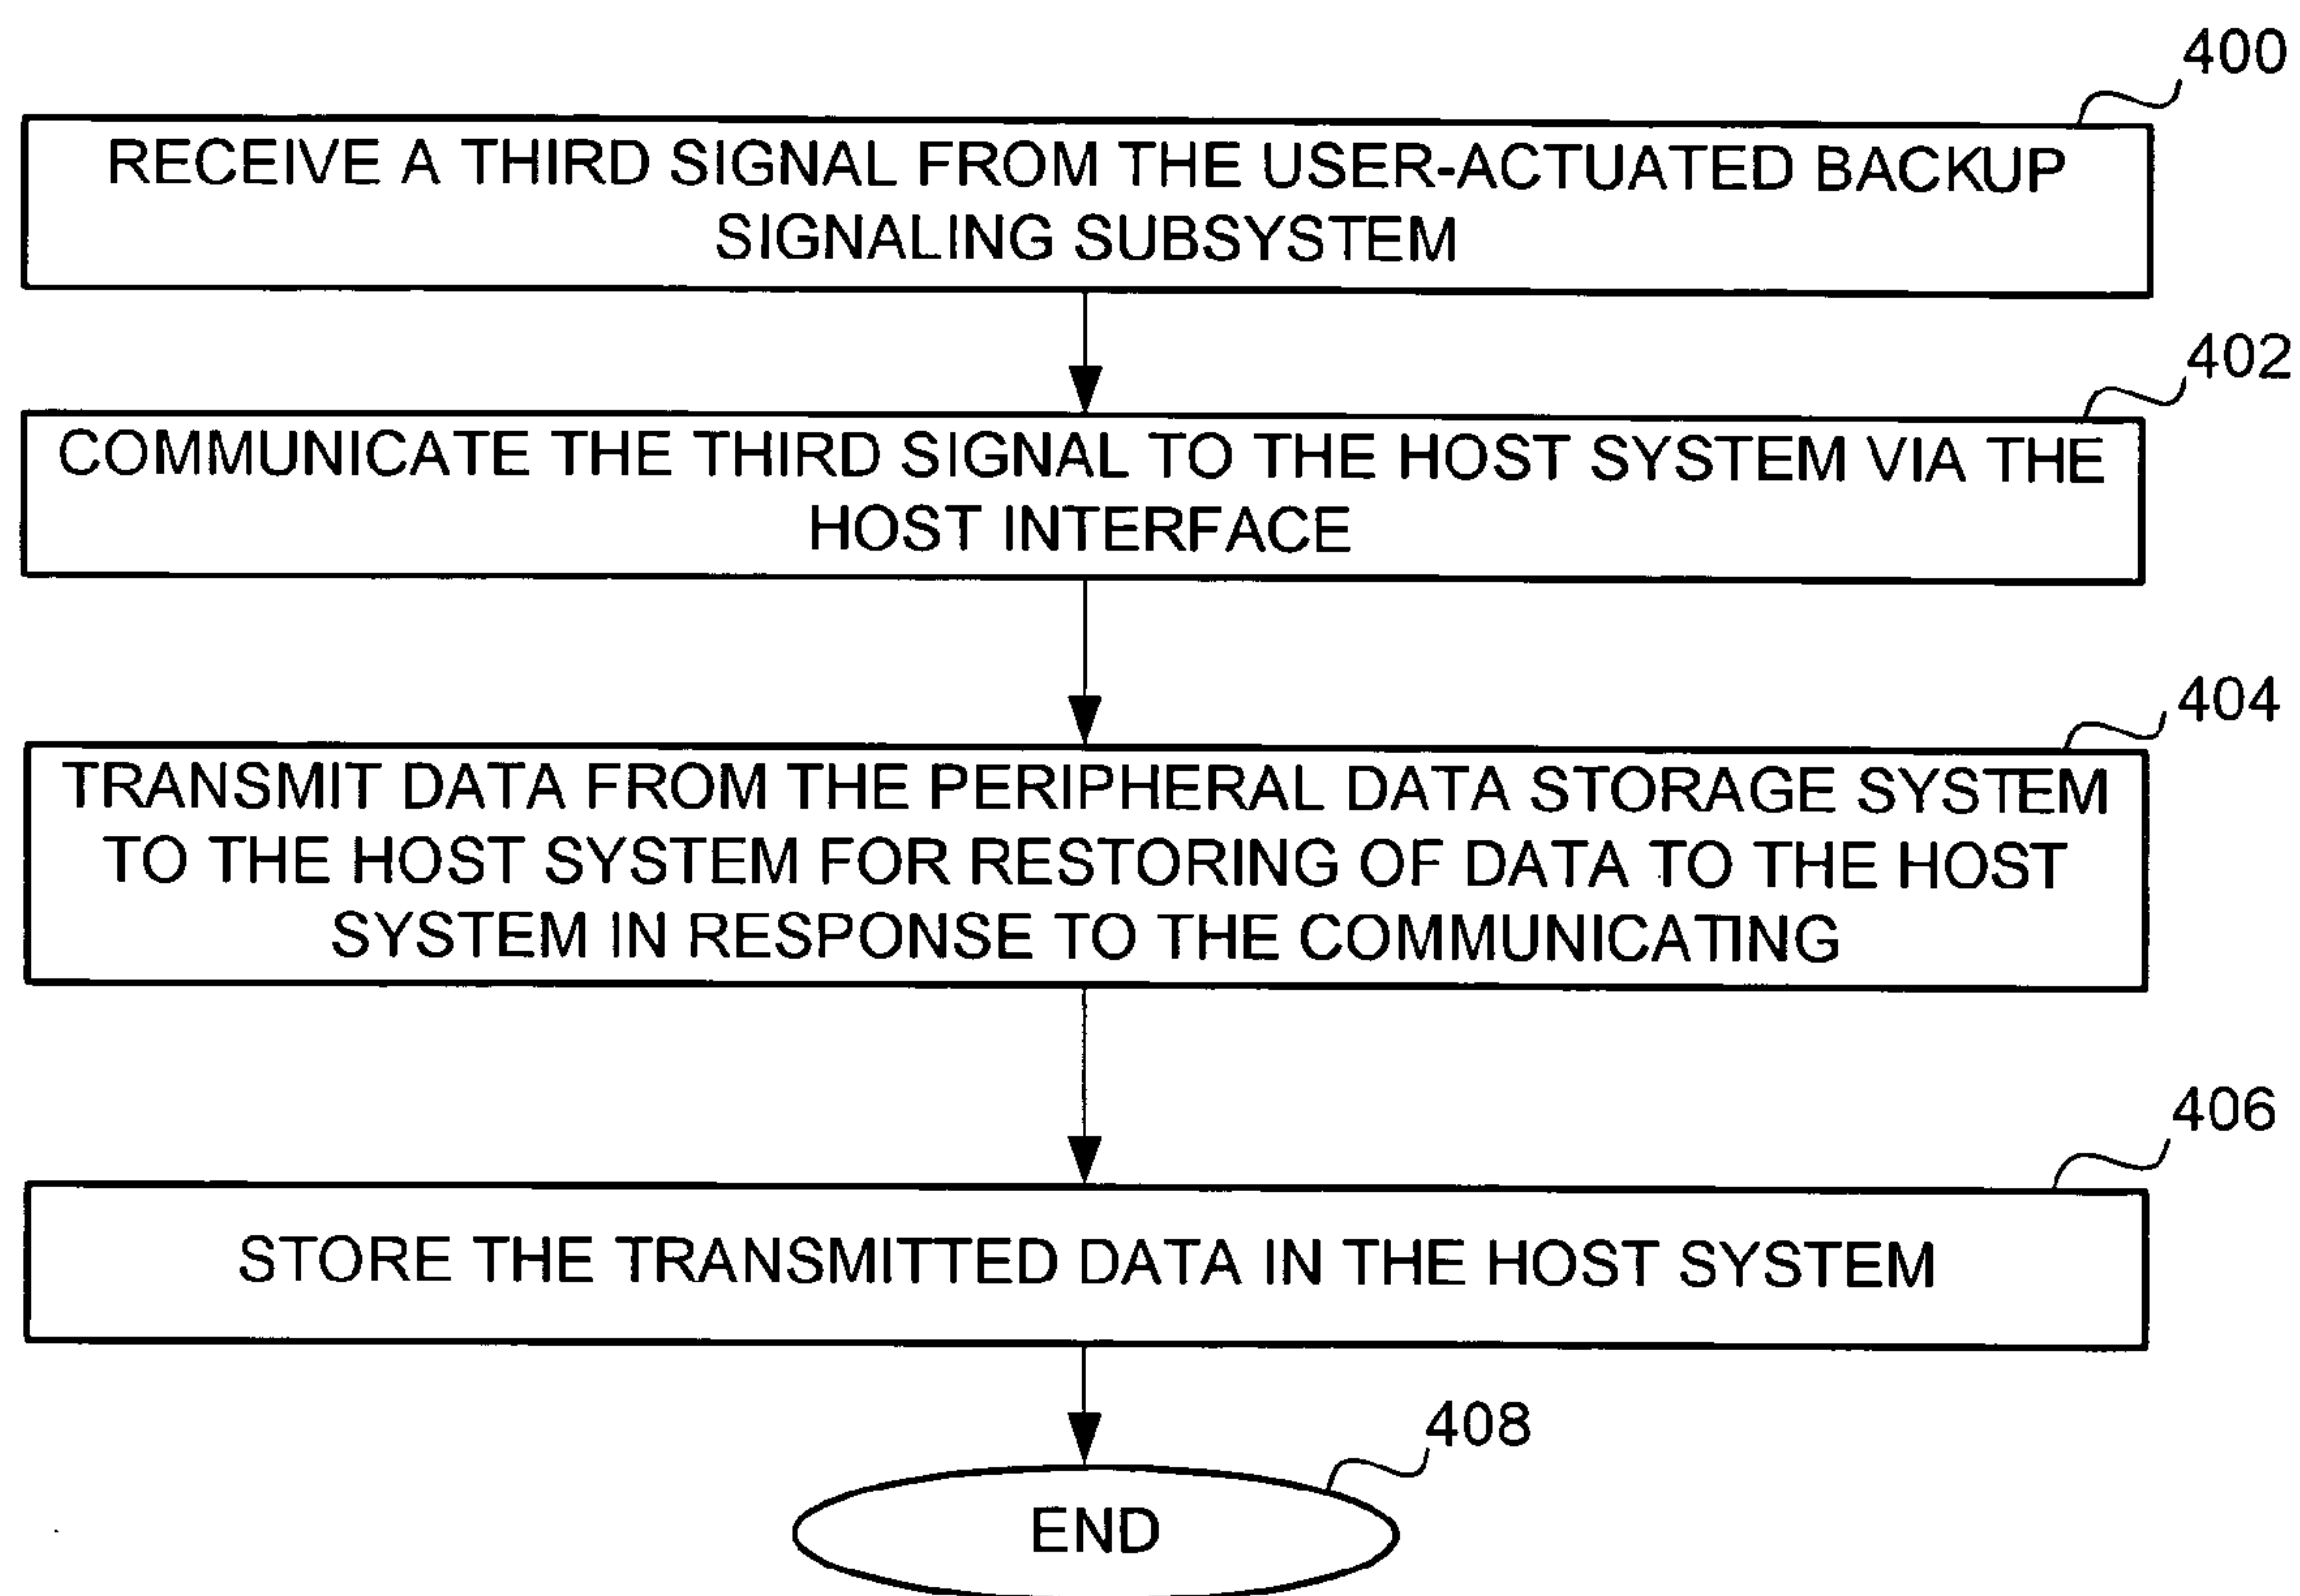 400
RECEIVE A THIRD SIGNAL FROM THE USER-ACTUATED BACKUP
SIGNALING SUBSYSTEM
402
COMMUNICATE THE THIRD SIGNAL TO THE HOST SYSTEM VIA THE
HOST INTERFACE
404
TRANSMIT DATA FROM THE PERIPHERAL DATA STORAGE SYSTEM
TO THE HOST SYSTEM FOR RESTORING OF DATA TO THE HOST
SYSTEM IN RESPONSE TO THE COMMUNICATING
406
STORE THE TRANSMITTED DATA IN THE HOST SYSTEM
408
END